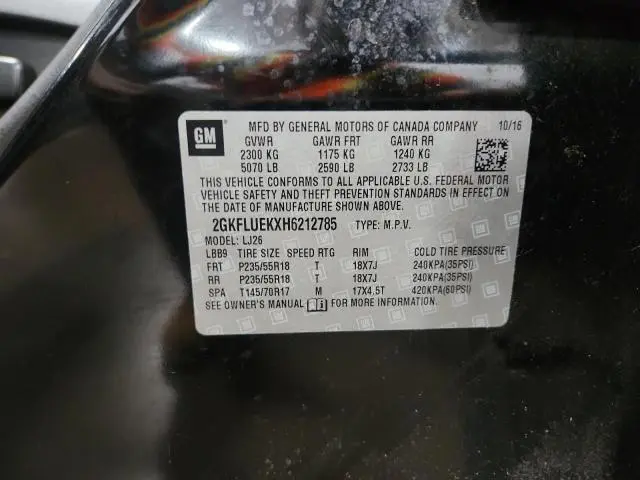 GM
MFD BY GENERAL MOTORS OF CANADA COMPANY 10/16
GVWR GAWR FRT GAWR RR
2300 KG 1175 KG 1240 KG
5070 LB 2590 LB 2733 LB
THIS VEHICLE CONFORMS TO ALL APPLICABLE U.S. FEDERAL MOTOR
VEHICLE SAFETY AND THEFT PREVENTION STANDARDS IN EFFECT ON
THE DATE OF MANUFACTURE SHOWN ABOVE.
2GKFLUEKXH6212785 TYPE: M.P.V.
MODEL: LJ26
LBB9 TIRE SIZE SPEED RTG RIM COLD TIRE PRESSURE
FRT P235/55R18 T 18X7J 240KPA(35PSI)
RR P235/55R18 T 18X7J 240KPA(35PSI)
SPA T145/70R17 M 17X4.5T 420KPA(60PSI)
SEE OWNER'S MANUAL FOR MORE INFORMATION.